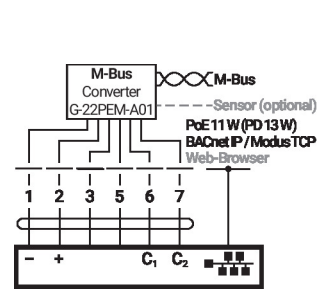 M-Bus
Converter
G-22PEM-A01
M-Bus
Sensor (optional)
PoE 11 W (PD 13 W)
BACnet IP / Modus TCP
Web-Browser
1 2 3 5 6 7
− + C₁ C₂